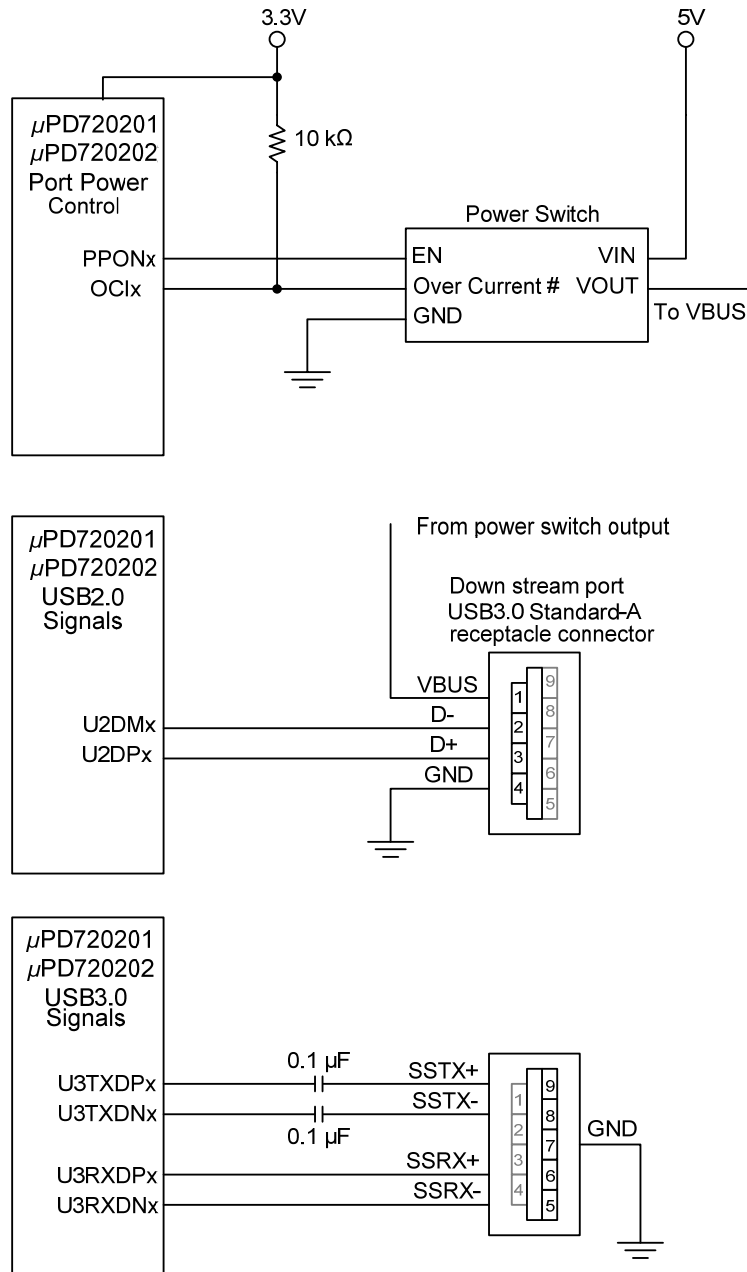 3.3V
5V
µPD720201
µPD720202
Port Power
Control
10 kΩ
Power Switch
PPONx
EN
VIN
OCIx
Over Current #
VOUT
GND
To VBUS
µPD720201
µPD720202
USB2.0
Signals
From power switch output
Down stream port
USB3.0 Standard-A
receptacle connector
VBUS
D-
D+
GND
U2DMx
U2DPx
1
2
3
4
9
8
7
6
5
µPD720201
µPD720202
USB3.0
Signals
0.1 µF
0.1 µF
U3TXDPx
U3TXDNx
U3RXDPx
U3RXDNx
SSTX+
SSTX-
SSRX+
SSRX-
1
2
3
4
9
8
7
6
5
GND